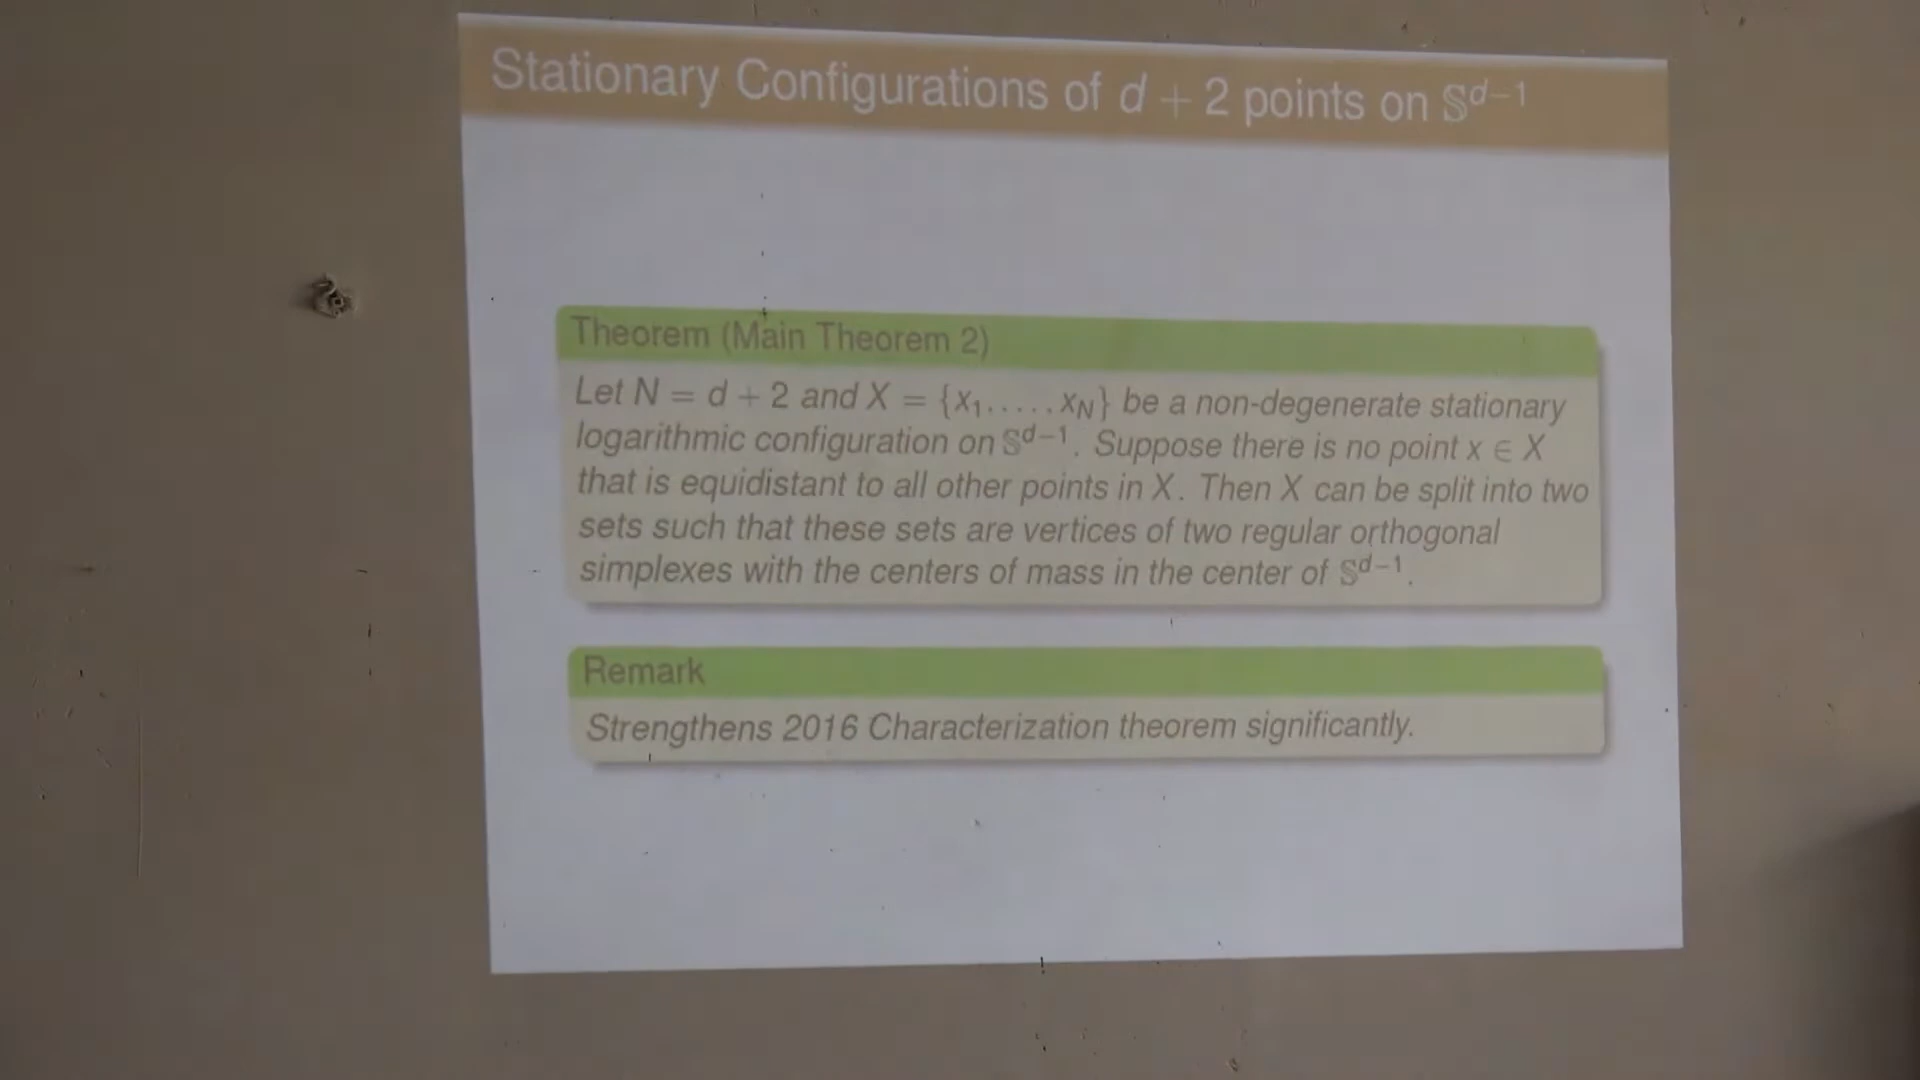 Stationary Configurations of d + 2 points on 𝕊^{d−1}
Theorem (Main Theorem 2)
Let N = d + 2 and X = {x₁, . . . , x_N} be a non-degenerate stationary
logarithmic configuration on 𝕊^{d−1}. Suppose there is no point x ∈ X
that is equidistant to all other points in X. Then X can be split into two
sets such that these sets are vertices of two regular orthogonal
simplexes with the centers of mass in the center of 𝕊^{d−1}.
Remark
Strengthens 2016 Characterization theorem significantly.